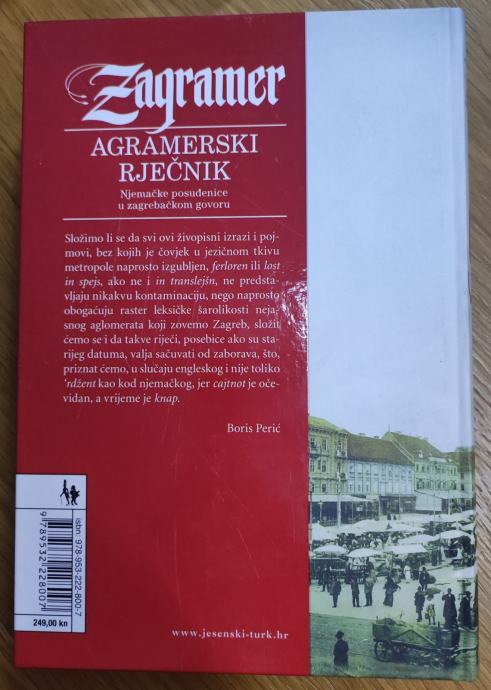 Zagramer
AGRAMERSKI
RJEČNIK
Njemačke posuđenice
u zagrebačkom govoru
Složimo li se da svi ovi živopisni izrazi i poj-
movi, bez kojih je čovjek u jezičnom tkivu
metropole naprosto izgubljen, ferloren ili lost
in spejs, ako ne i in translejšn, ne predstav-
ljaju nikakvu kontaminaciju, nego naprosto
obogaćuju raster leksičke šarolikosti neja-
snog aglomerata koji zovemo Zagreb, složit
ćemo se i da takve riječi, posebice ako su sta-
rijeg datuma, valja sačuvati od zaborava, što,
priznat ćemo, u slučaju engleskog i nije toliko
'rdžent kao kod njemačkog, jer cajtnot je oče-
vidan, a vrijeme je knap.
Boris Perić
isbn: 978-953-222-800-7
9 789532 228007
249,00 kn
www.jesenski-turk.hr